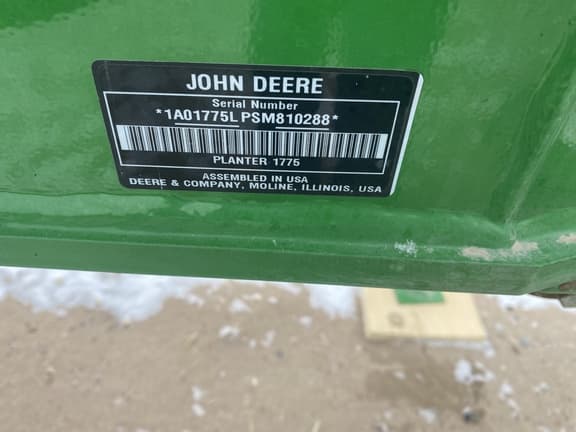 JOHN DEERE
Serial Number
*1A01775LPSM810288*
PLANTER 1775
ASSEMBLED IN USA
DEERE & COMPANY, MOLINE, ILLINOIS, USA